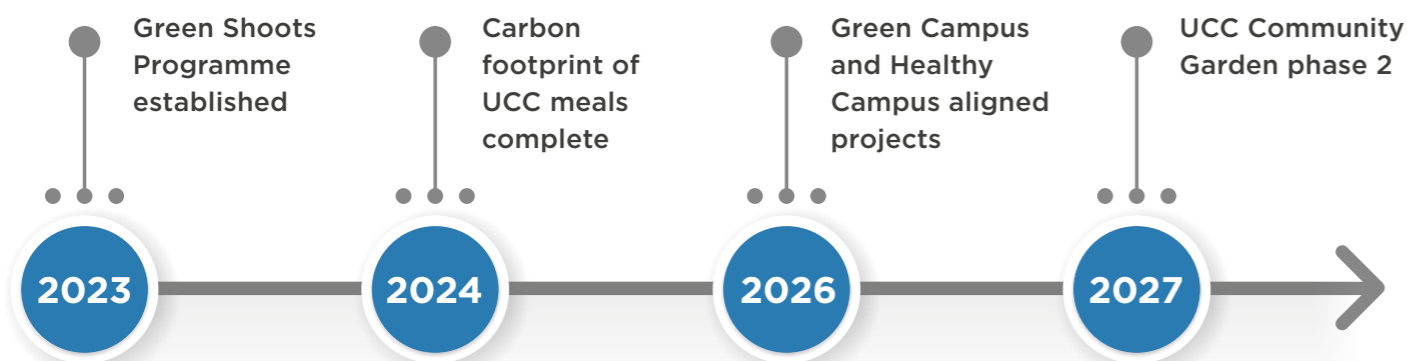 Green Shoots
Programme
established
Carbon
footprint of
UCC meals
complete
Green Campus
and Healthy
Campus aligned
projects
UCC Community
Garden phase 2
2023
2024
2026
2027